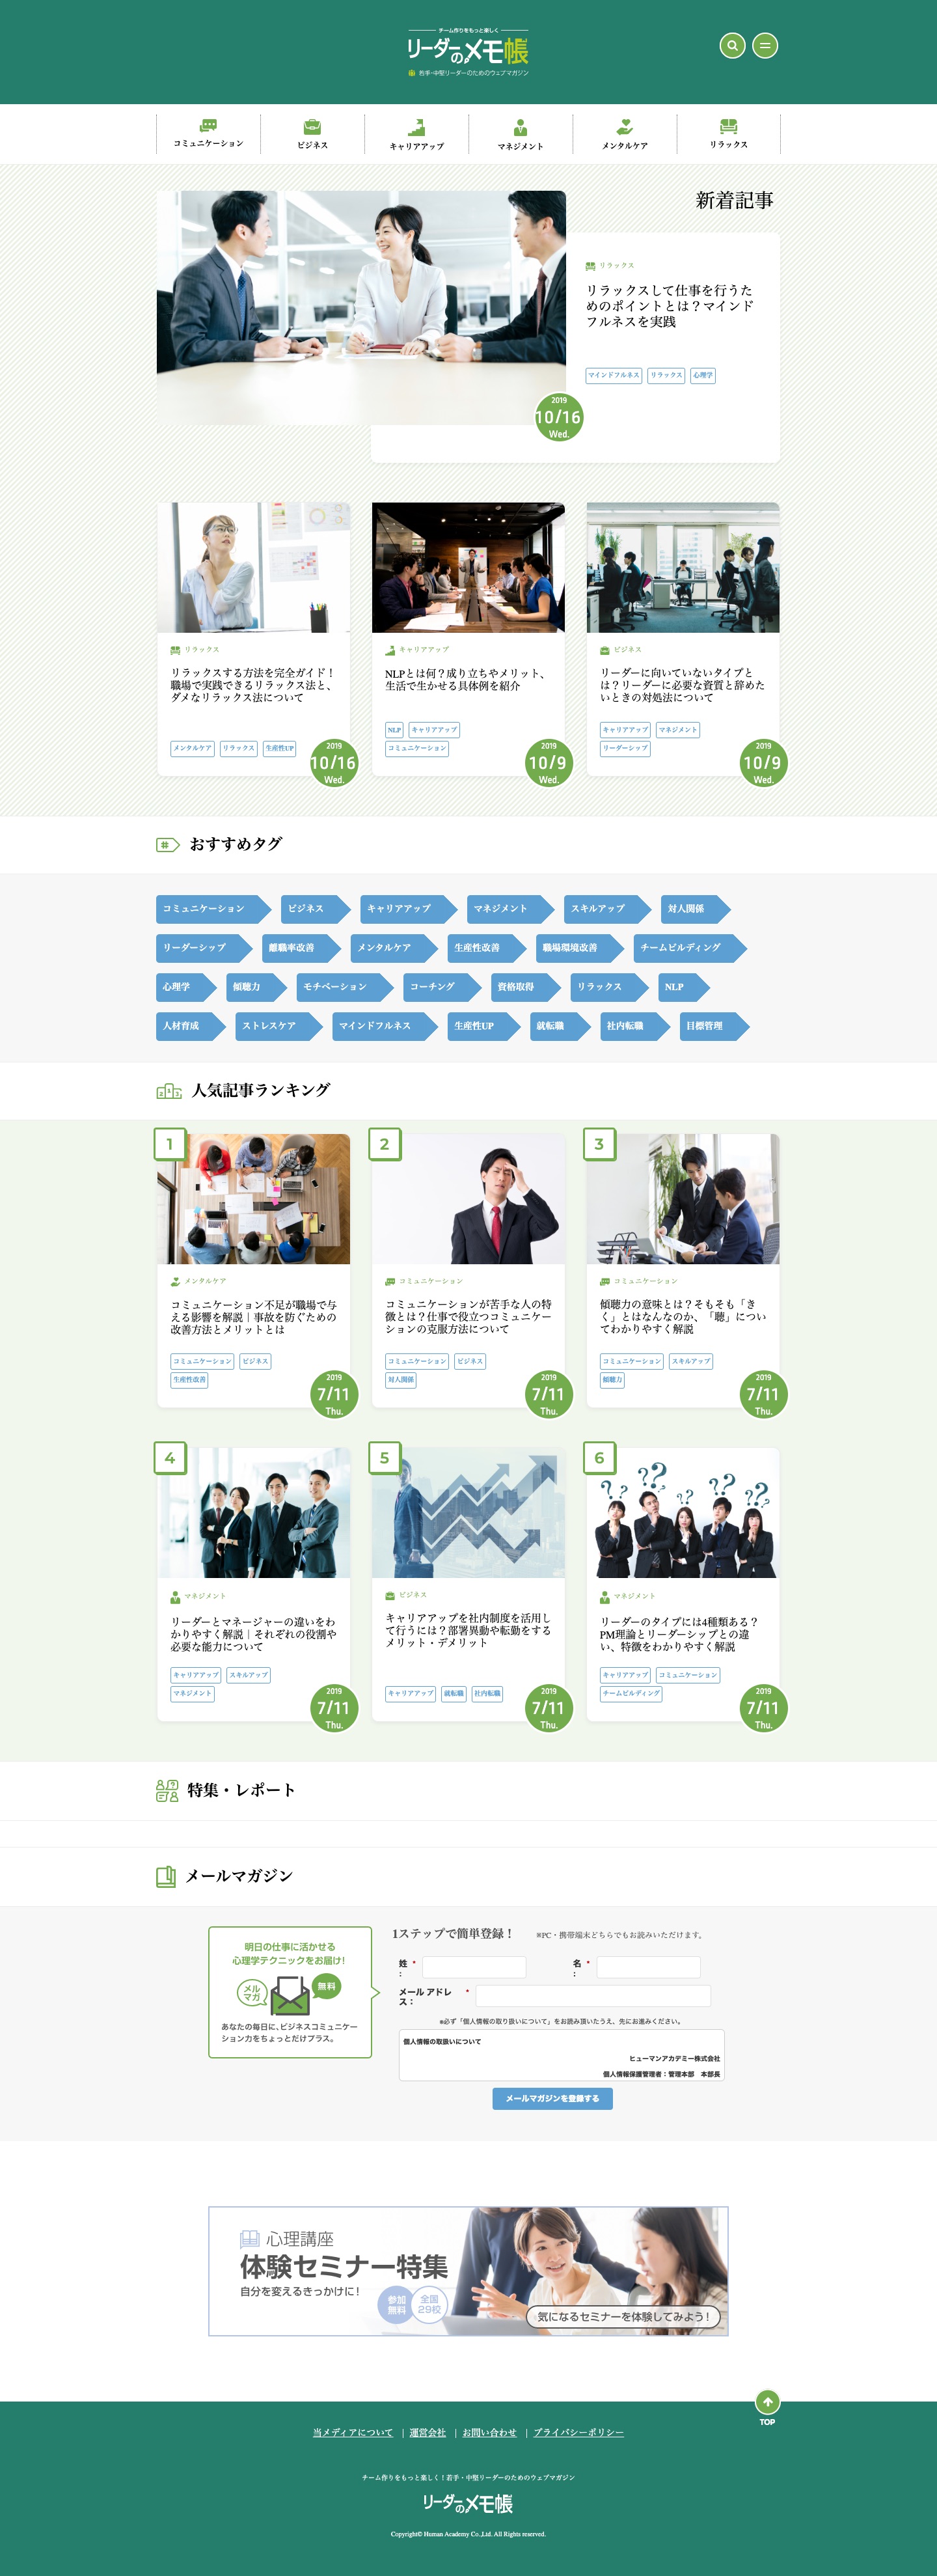 チーム作りをもっと楽しく
リーダーのメモ帳
若手・中堅リーダーのためのウェブマガジン
コミュニケーション
ビジネス
キャリアアップ
マネジメント
メンタルケア
リラックス
新着記事
リラックス
リラックスして仕事を行うた
めのポイントとは？マインド
フルネスを実践
マインドフルネス リラックス 心理学
2019
10/16
Wed.
リラックス
リラックスする方法を完全ガイド！
職場で実践できるリラックス法と、
ダメなリラックス法について
メンタルケア リラックス 生産性UP
2019
10/16
Wed.
キャリアアップ
NLPとは何？成り立ちやメリット、
生活で生かせる具体例を紹介
NLP キャリアアップ
コミュニケーション
2019
10/9
Wed.
ビジネス
リーダーに向いていないタイプと
は？リーダーに必要な資質と辞めた
いときの対処法について
キャリアアップ マネジメント
リーダーシップ
2019
10/9
Wed.
# おすすめタグ
コミュニケーション ビジネス キャリアアップ マネジメント スキルアップ 対人関係
リーダーシップ 離職率改善 メンタルケア 生産性改善 職場環境改善 チームビルディング
心理学 傾聴力 モチベーション コーチング 資格取得 リラックス NLP
人材育成 ストレスケア マインドフルネス 生産性UP 就転職 社内転職 目標管理
人気記事ランキング
1
メンタルケア
コミュニケーション不足が職場で与
える影響を解説｜事故を防ぐための
改善方法とメリットとは
コミュニケーション ビジネス
生産性改善
2019
7/11
Thu.
2
コミュニケーション
コミュニケーションが苦手な人の特
徴とは？仕事で役立つコミュニケー
ションの克服方法について
コミュニケーション ビジネス
対人関係
2019
7/11
Thu.
3
コミュニケーション
傾聴力の意味とは？そもそも「き
く」とはなんなのか、「聴」につい
てわかりやすく解説
コミュニケーション スキルアップ
傾聴力
2019
7/11
Thu.
4
マネジメント
リーダーとマネージャーの違いをわ
かりやすく解説｜それぞれの役割や
必要な能力について
キャリアアップ スキルアップ
マネジメント
2019
7/11
Thu.
5
ビジネス
キャリアアップを社内制度を活用し
て行うには？部署異動や転勤をする
メリット・デメリット
キャリアアップ 就転職 社内転職
2019
7/11
Thu.
6
?? ?? ?? ?? ??
マネジメント
リーダーのタイプには4種類ある？
PM理論とリーダーシップとの違
い、特徴をわかりやすく解説
キャリアアップ コミュニケーション
チームビルディング
2019
7/11
Thu.
特集・レポート
メールマガジン
明日の仕事に活かせる
心理学テクニックをお届け!
メル
マガ
無料
あなたの毎日に、ビジネスコミュニケー
ション力をちょっとだけプラス。
1ステップで簡単登録！ ※PC・携帯端末どちらでもお読みいただけます。
姓 *
:
名 *
:
メール アドレ *
ス：
※必ず「個人情報の取り扱いについて」をお読み頂いたうえ、先にお進みください。
個人情報の取扱いについて
ヒューマンアカデミー株式会社
個人情報保護管理者：管理本部 本部長
メールマガジンを登録する
心理講座
体験セミナー特集
自分を変えるきっかけに!
参加
無料
全国
29校
気になるセミナーを体験してみよう!
TOP
当メディアについて | 運営会社 | お問い合わせ | プライバシーポリシー
チーム作りをもっと楽しく！若手・中堅リーダーのためのウェブマガジン
リーダーのメモ帳
Copyright© Human Academy Co.,Ltd. All Rights reserved.